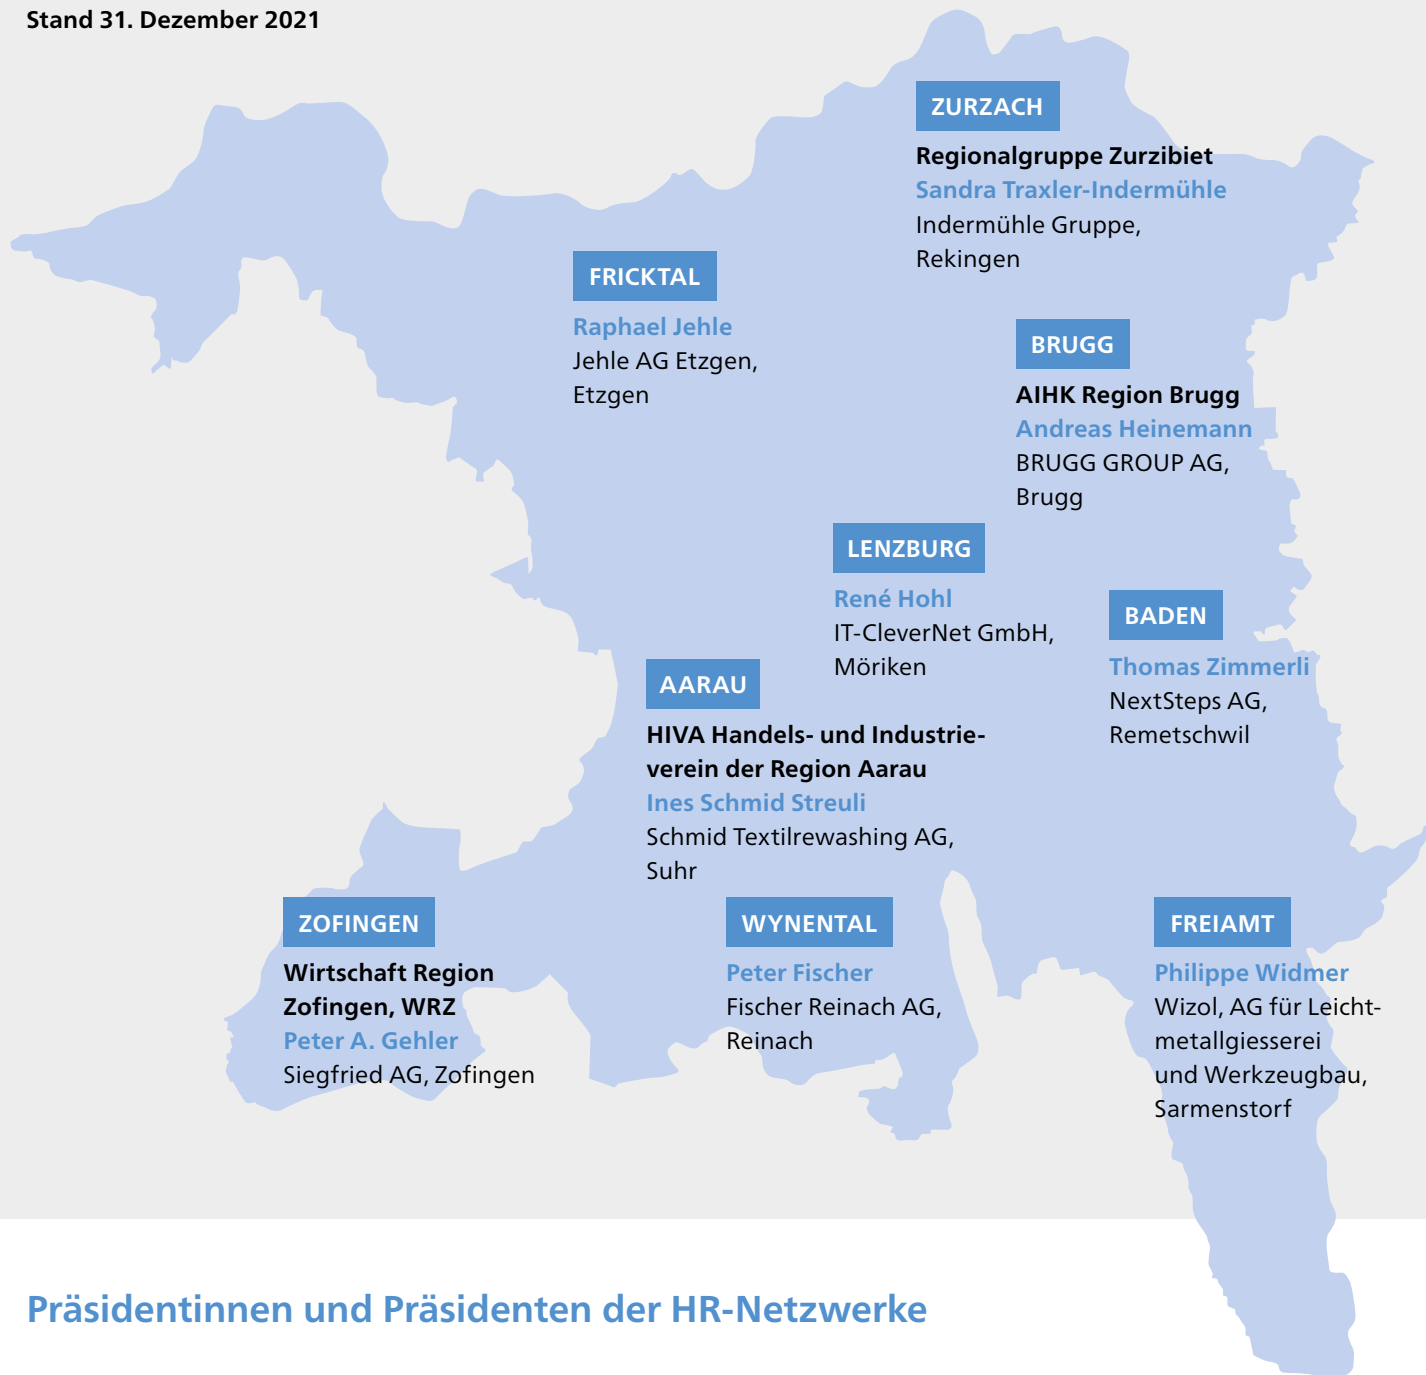 Stand 31. Dezember 2021
ZURZACH
Regionalgruppe Zurzibiet
Sandra Traxler-Indermühle
Indermühle Gruppe,
Rekingen
FRICKTAL
Raphael Jehle
Jehle AG Etzgen,
Etzgen
BRUGG
AIHK Region Brugg
Andreas Heinemann
BRUGG GROUP AG,
Brugg
LENZBURG
René Hohl
IT-CleverNet GmbH,
Möriken
BADEN
Thomas Zimmerli
NextSteps AG,
Remetschwil
AARAU
HIVA Handels- und Industrie-
verein der Region Aarau
Ines Schmid Streuli
Schmid Textilrewashing AG,
Suhr
ZOFINGEN
Wirtschaft Region
Zofingen, WRZ
Peter A. Gehler
Siegfried AG, Zofingen
WYNENTAL
Peter Fischer
Fischer Reinach AG,
Reinach
FREIAMT
Philippe Widmer
Wizol, AG für Leicht-
metallgiesserei
und Werkzeugbau,
Sarmenstorf
Präsidentinnen und Präsidenten der HR-Netzwerke